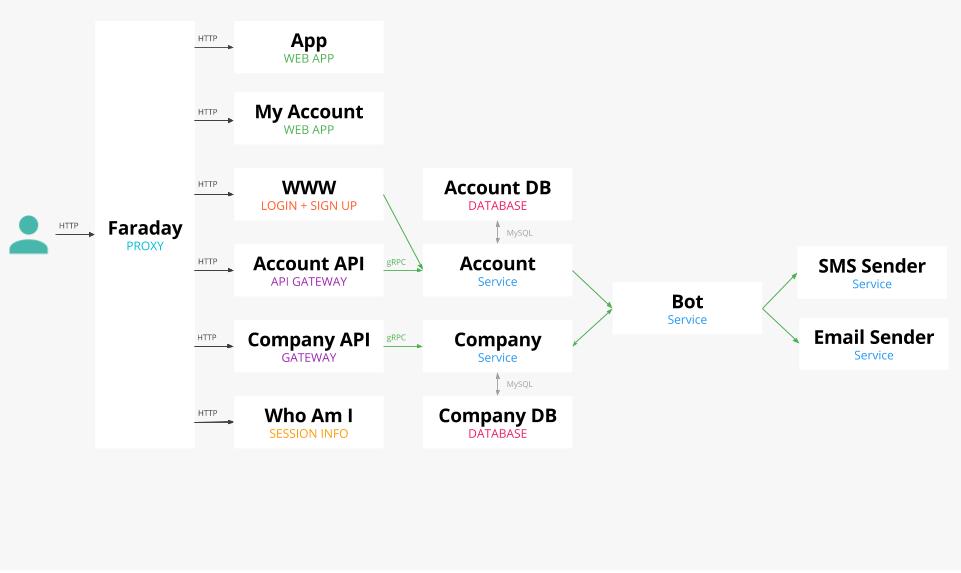 HTTP
App
WEB APP
HTTP
My Account
WEB APP
HTTP
WWW
LOGIN + SIGN UP
Account DB
DATABASE
HTTP
Faraday
PROXY
MySQL
HTTP
Account API
API GATEWAY
gRPC
Account
Service
SMS Sender
Service
Bot
Service
HTTP
Company API
GATEWAY
gRPC
Company
Service
Email Sender
Service
MySQL
HTTP
Who Am I
SESSION INFO
Company DB
DATABASE